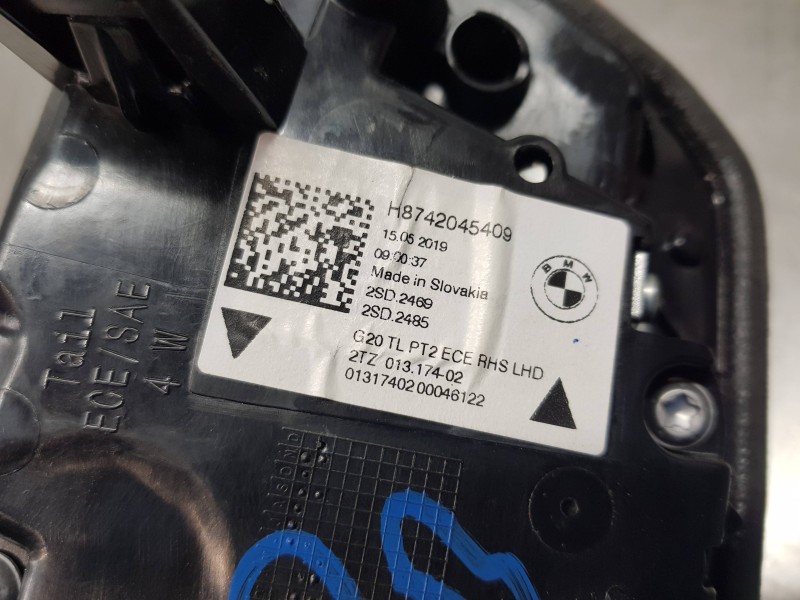 H8742045409
15.05 2019
09:00:37
Made in Slovakia
2SD.2469
2SD.2485
BMW
G20 TL PT2 ECE RHS LHD
2TZ 013.174-02
01317402 00046122
Tail
ECE/SAE
4 W